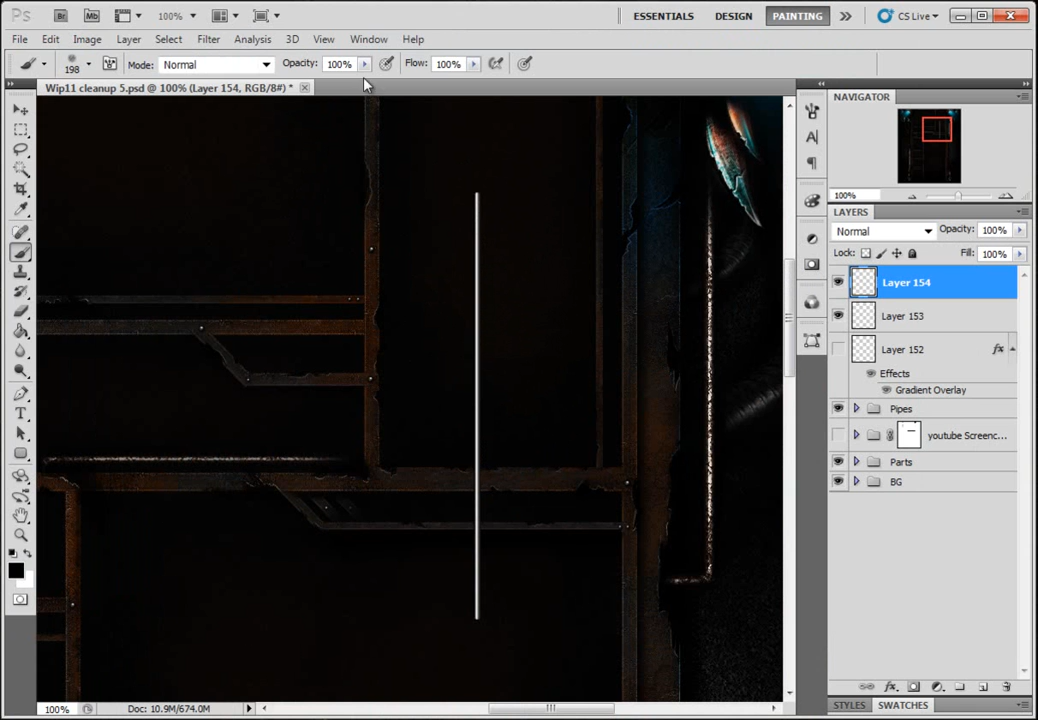 Ps Br Mb 100% ESSENTIALS DESIGN PAINTING CS Live
File Edit Image Layer Select Filter Analysis 3D View Window Help
198 Mode: Normal Opacity: 100% Flow: 100%
Wip11 cleanup 5.psd @ 100% (Layer 154, RGB/8#) *
NAVIGATOR
100%
LAYERS
Normal Opacity: 100%
Lock: Fill: 100%
Layer 154
Layer 153
Layer 152 fx
Effects
Gradient Overlay
Pipes
youtube Screenc...
Parts
BG
100% Doc: 10.9M/674.0M
STYLES SWATCHES